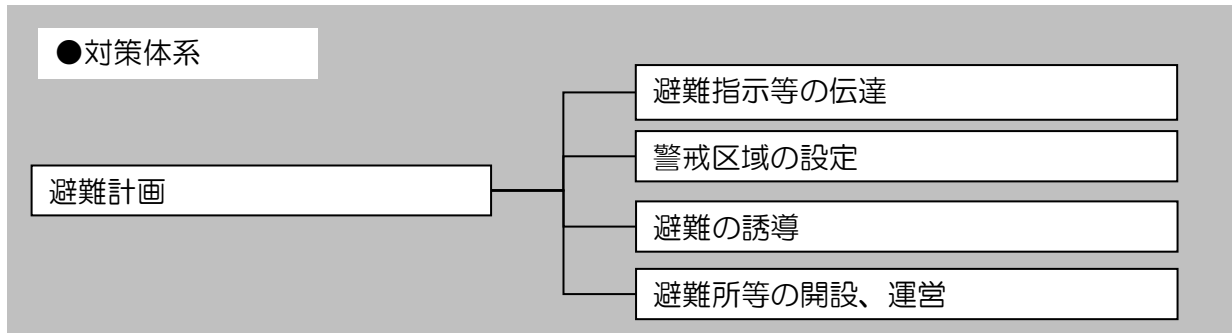 ●対策体系
避難指示等の伝達
警戒区域の設定
避難計画
避難の誘導
避難所等の開設、運営